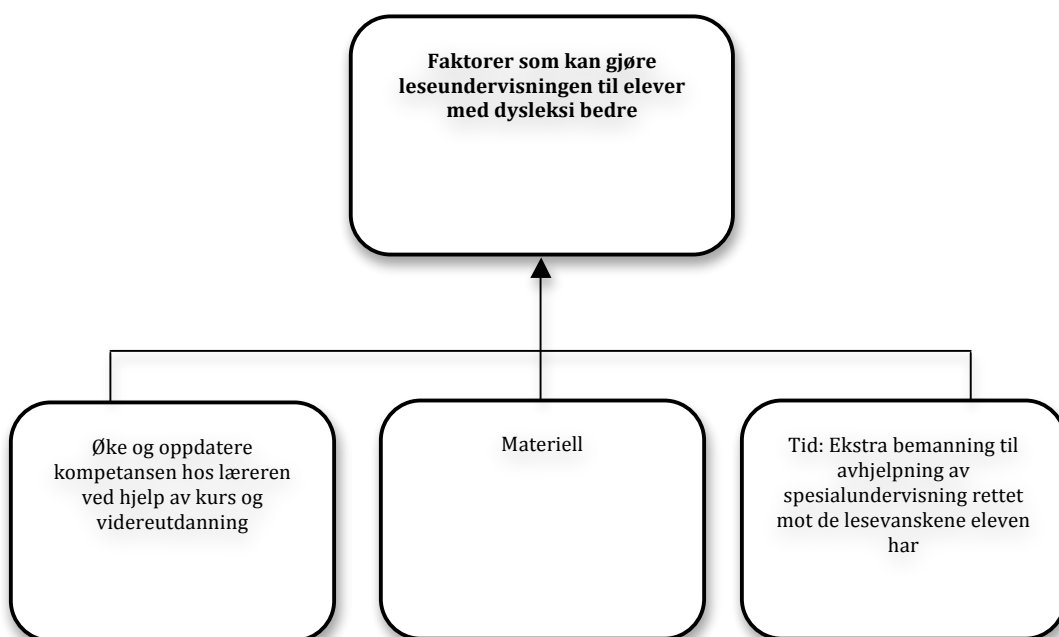 Faktorer som kan gjøre
leseundervisningen til elever
med dysleksi bedre
Øke og oppdatere
kompetansen hos læreren
ved hjelp av kurs og
videreutdanning
Materiell
Tid: Ekstra bemanning til
avhjelpning av
spesialundervisning rettet
mot de lesevanskene eleven
har